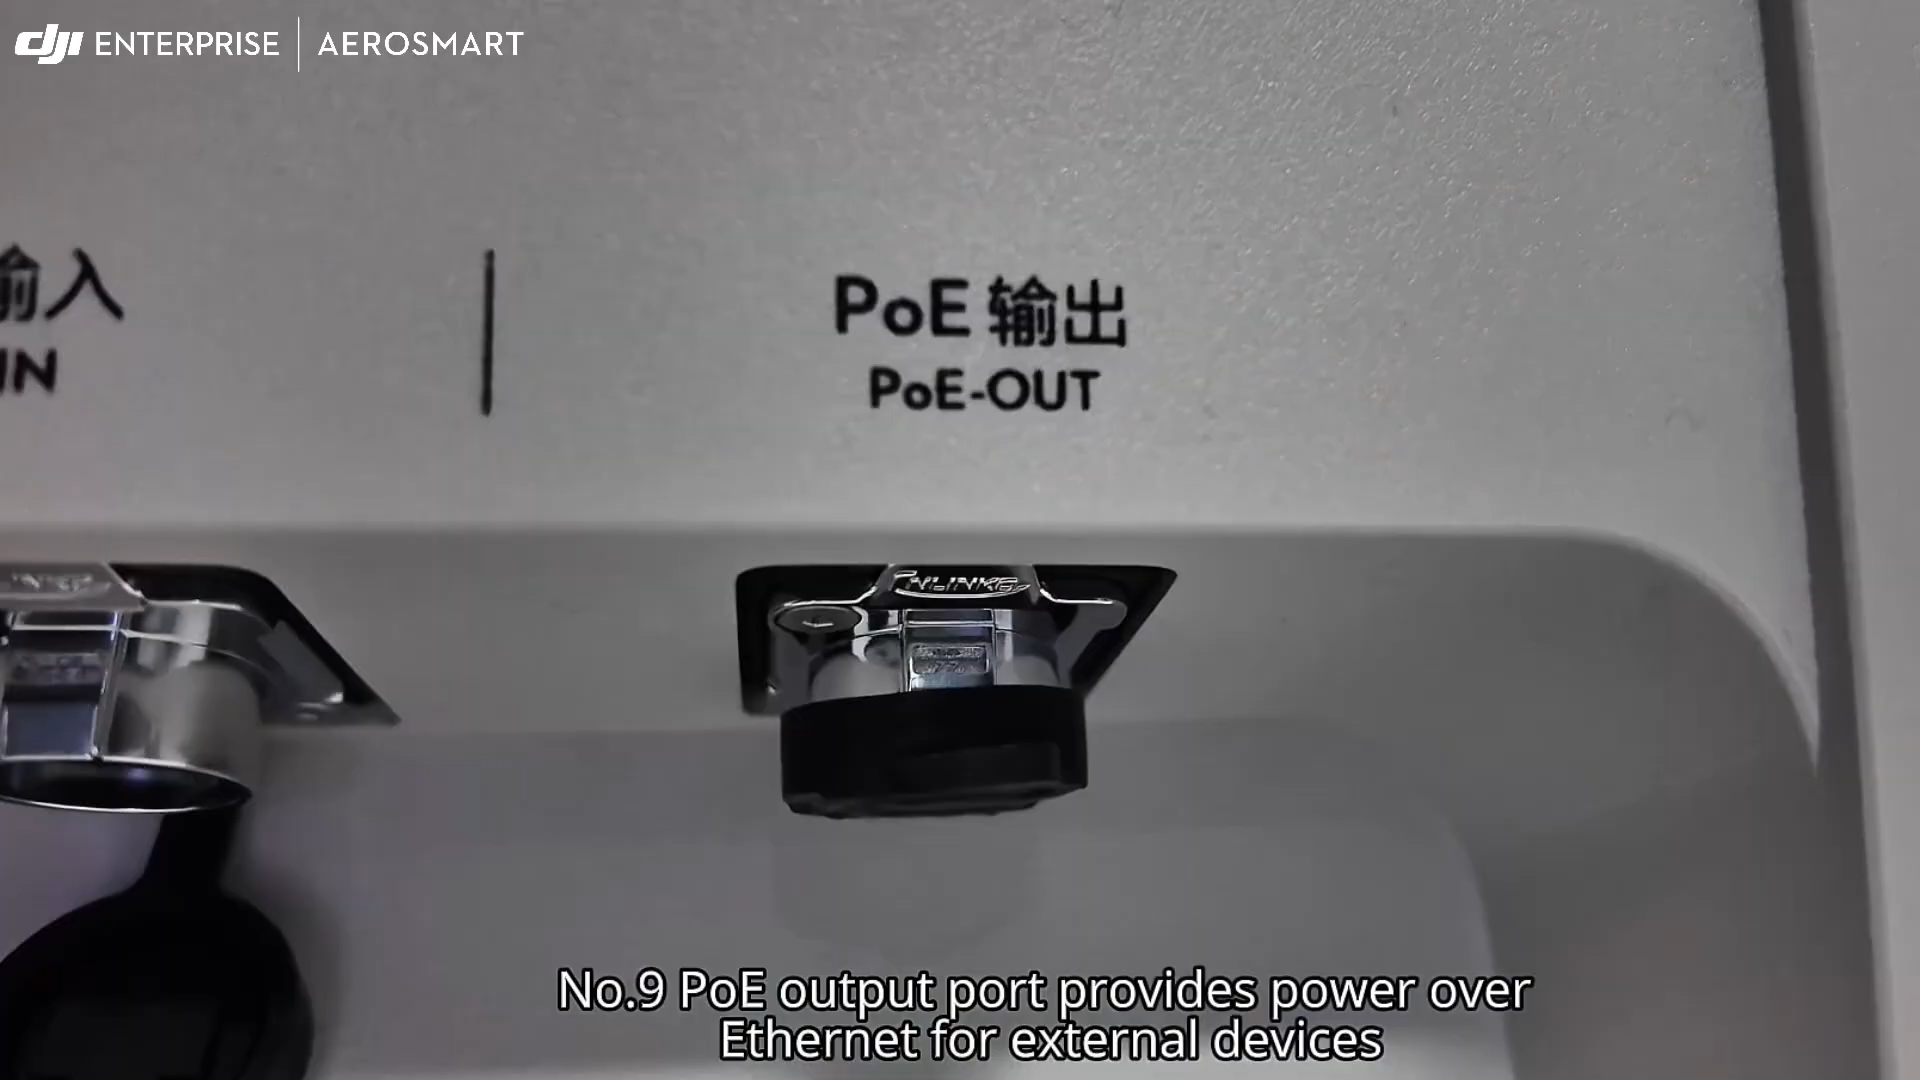 dji ENTERPRISE | AEROSMART
输入
IN
PoE 输出
PoE-OUT
No.9 PoE output port provides power over
Ethernet for external devices